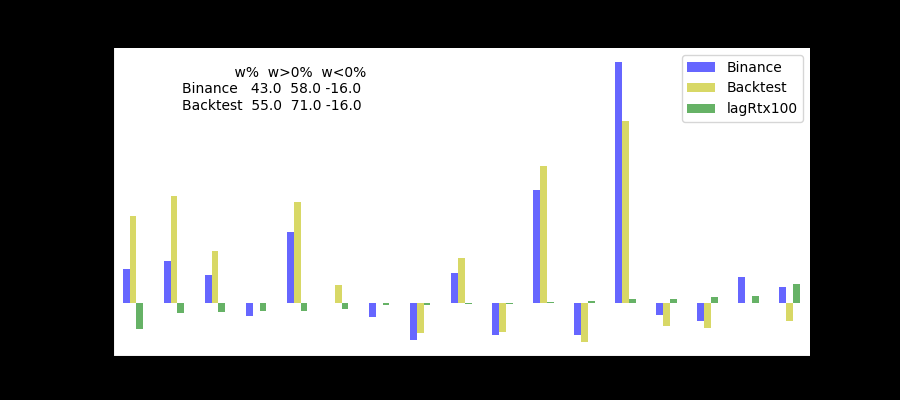 w% w>0% w<0%
Binance 43.0 58.0 -16.0
Backtest 55.0 71.0 -16.0
Binance
Backtest
lagRtx100